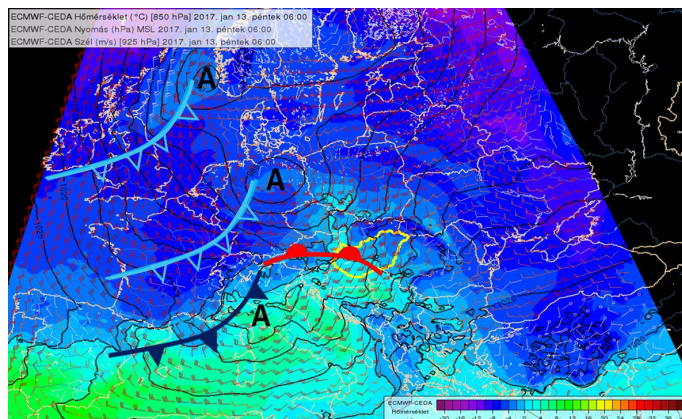 ECMWF-CEDA Hőmérséklet (°C) [850 hPa] 2017. jan 13. péntek 06:00
ECMWF-CEDA Nyomás (hPa) MSL 2017. jan 13. péntek 06:00
ECMWF-CEDA Szél (m/s) [925 hPa] 2017. jan 13. péntek 06:00
A
A
A
ECMWF-CEDA
Hőmérséklet